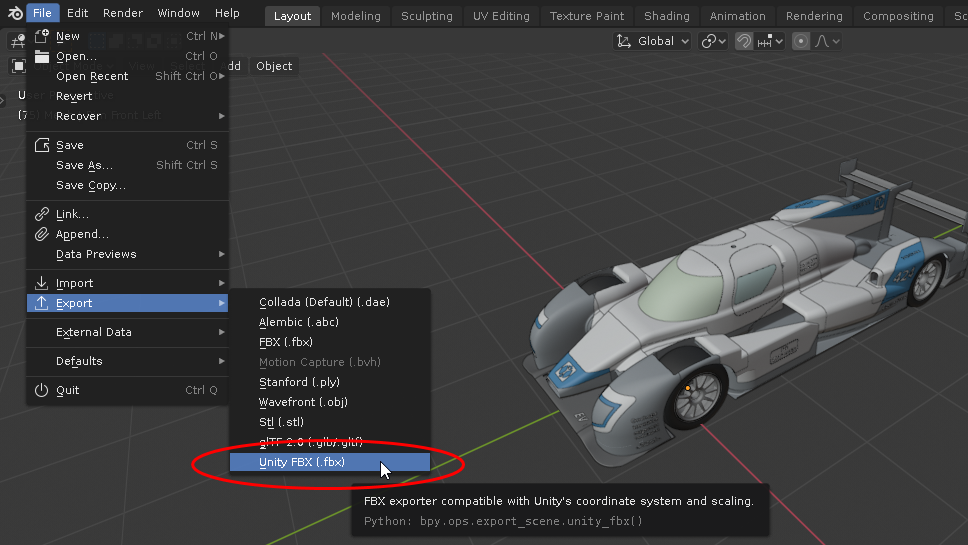 File Edit Render Window Help Layout Modeling Sculpting UV Editing Texture Paint Shading Animation Rendering Compositing
New Ctrl N
Global
Open... Ctrl O
Object
Open Recent Shift Ctrl O
Revert
Recover
Front Left
Save Ctrl S
Save As... Shift Ctrl S
Save Copy...
Link...
Append...
Data Previews
Import
Export
External Data
Defaults
Quit Ctrl Q
Collada (Default) (.dae)
Alembic (.abc)
FBX (.fbx)
Motion Capture (.bvh)
Stanford (.ply)
Wavefront (.obj)
Stl (.stl)
glTF 2.0 (.glb/.gltf)
Unity FBX (.fbx)
FBX exporter compatible with Unity's coordinate system and scaling.
Python: bpy.ops.export_scene.unity_fbx()